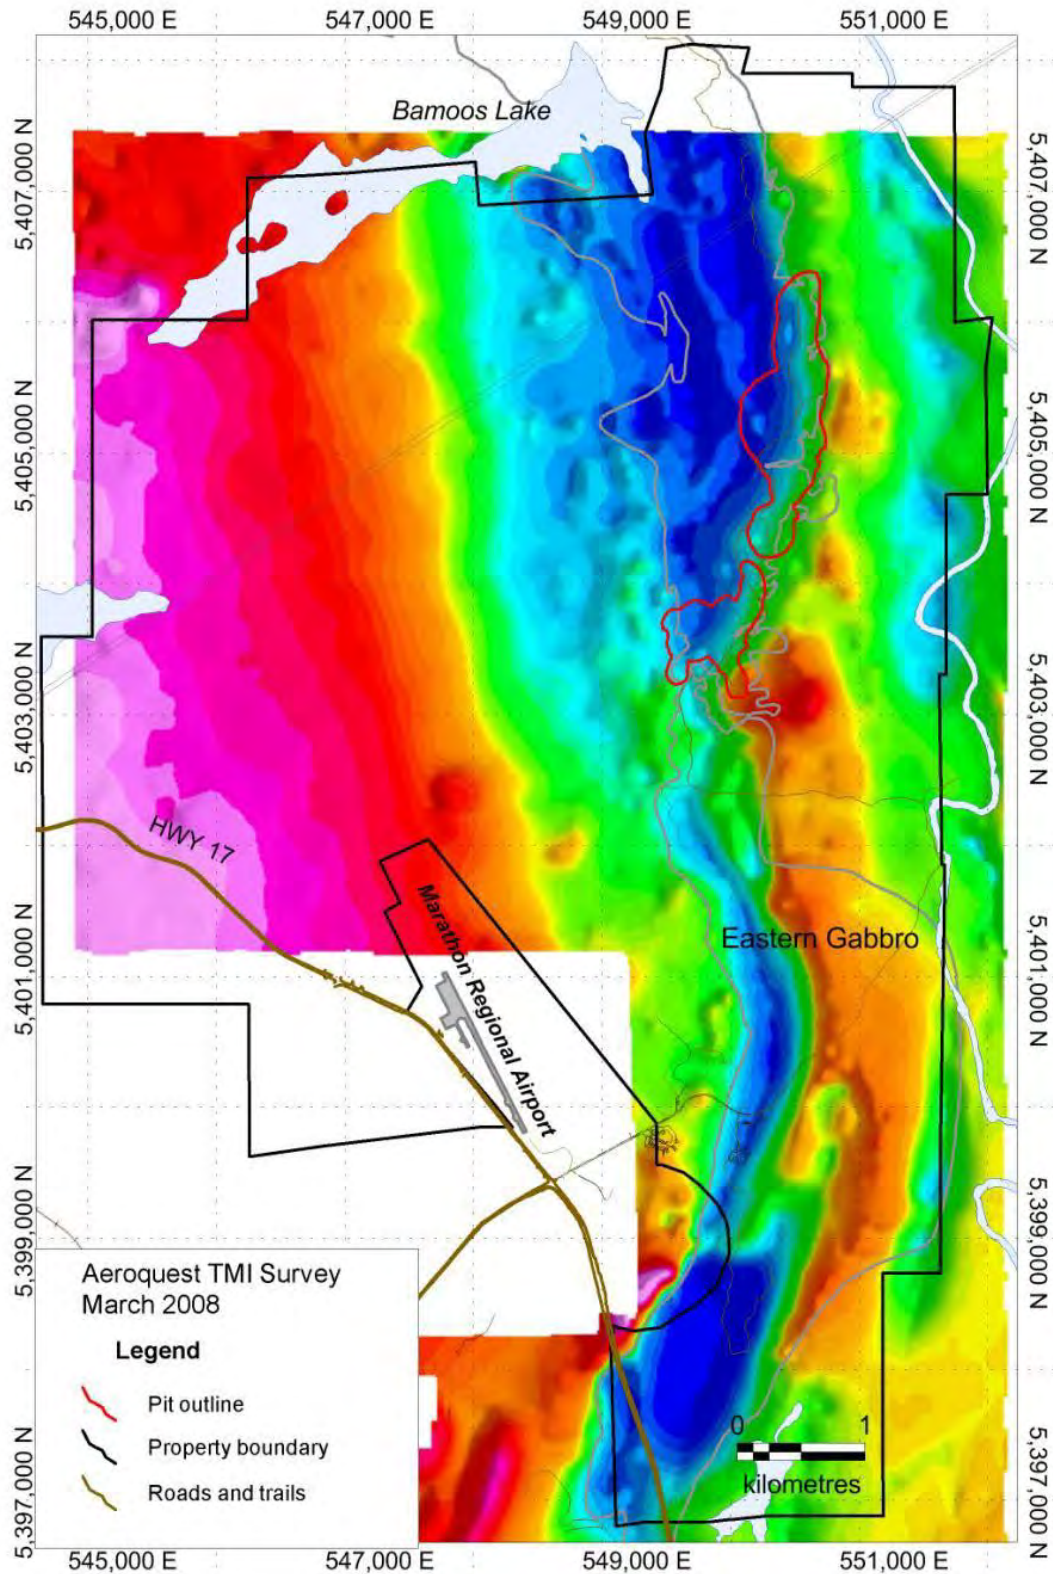 545,000 E 547,000 E 549,000 E 551,000 E
Bamoos Lake
5,407,000 N
5,407,000 N
5,405,000 N
5,405,000 N
5,403,000 N
5,403,000 N
HWY 17
Marathon Regional Airport
Eastern Gabbro
5,401,000 N
5,401,000 N
5,399,000 N
5,399,000 N
Aeroquest TMI Survey
March 2008
Legend
Pit outline
Property boundary
Roads and trails
0 1
kilometres
5,397,000 N
5,397,000 N
545,000 E 547,000 E 549,000 E 551,000 E